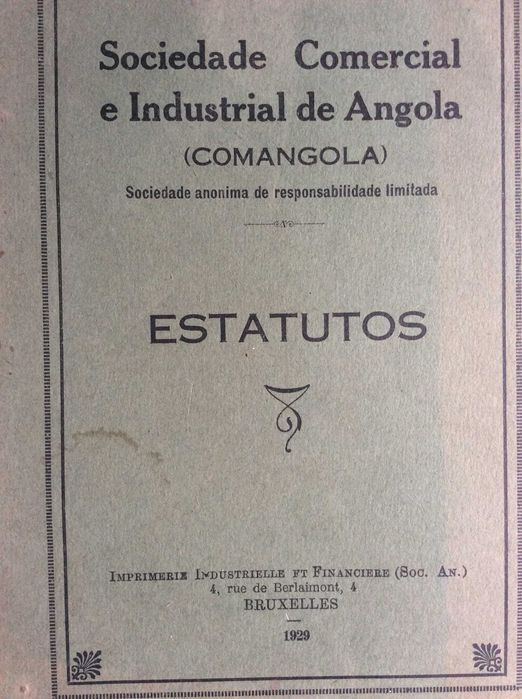 Sociedade Comercial
e Industrial de Angola
(COMANGOLA)
Sociedade anonima de responsabilidade limitada
ESTATUTOS
IMPRIMERIE INDUSTRIELLE ET FINANCIERE (SOC. AN.)
4, rue de Berlaimont, 4
BRUXELLES
1929